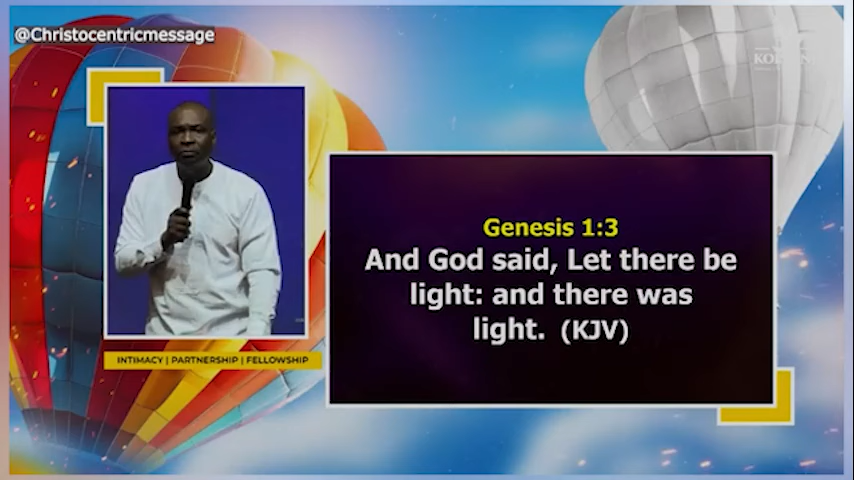 @Christocentricmessage
INTIMACY | PARTNERSHIP | FELLOWSHIP
Genesis 1:3
And God said, Let there be
light: and there was
light. (KJV)